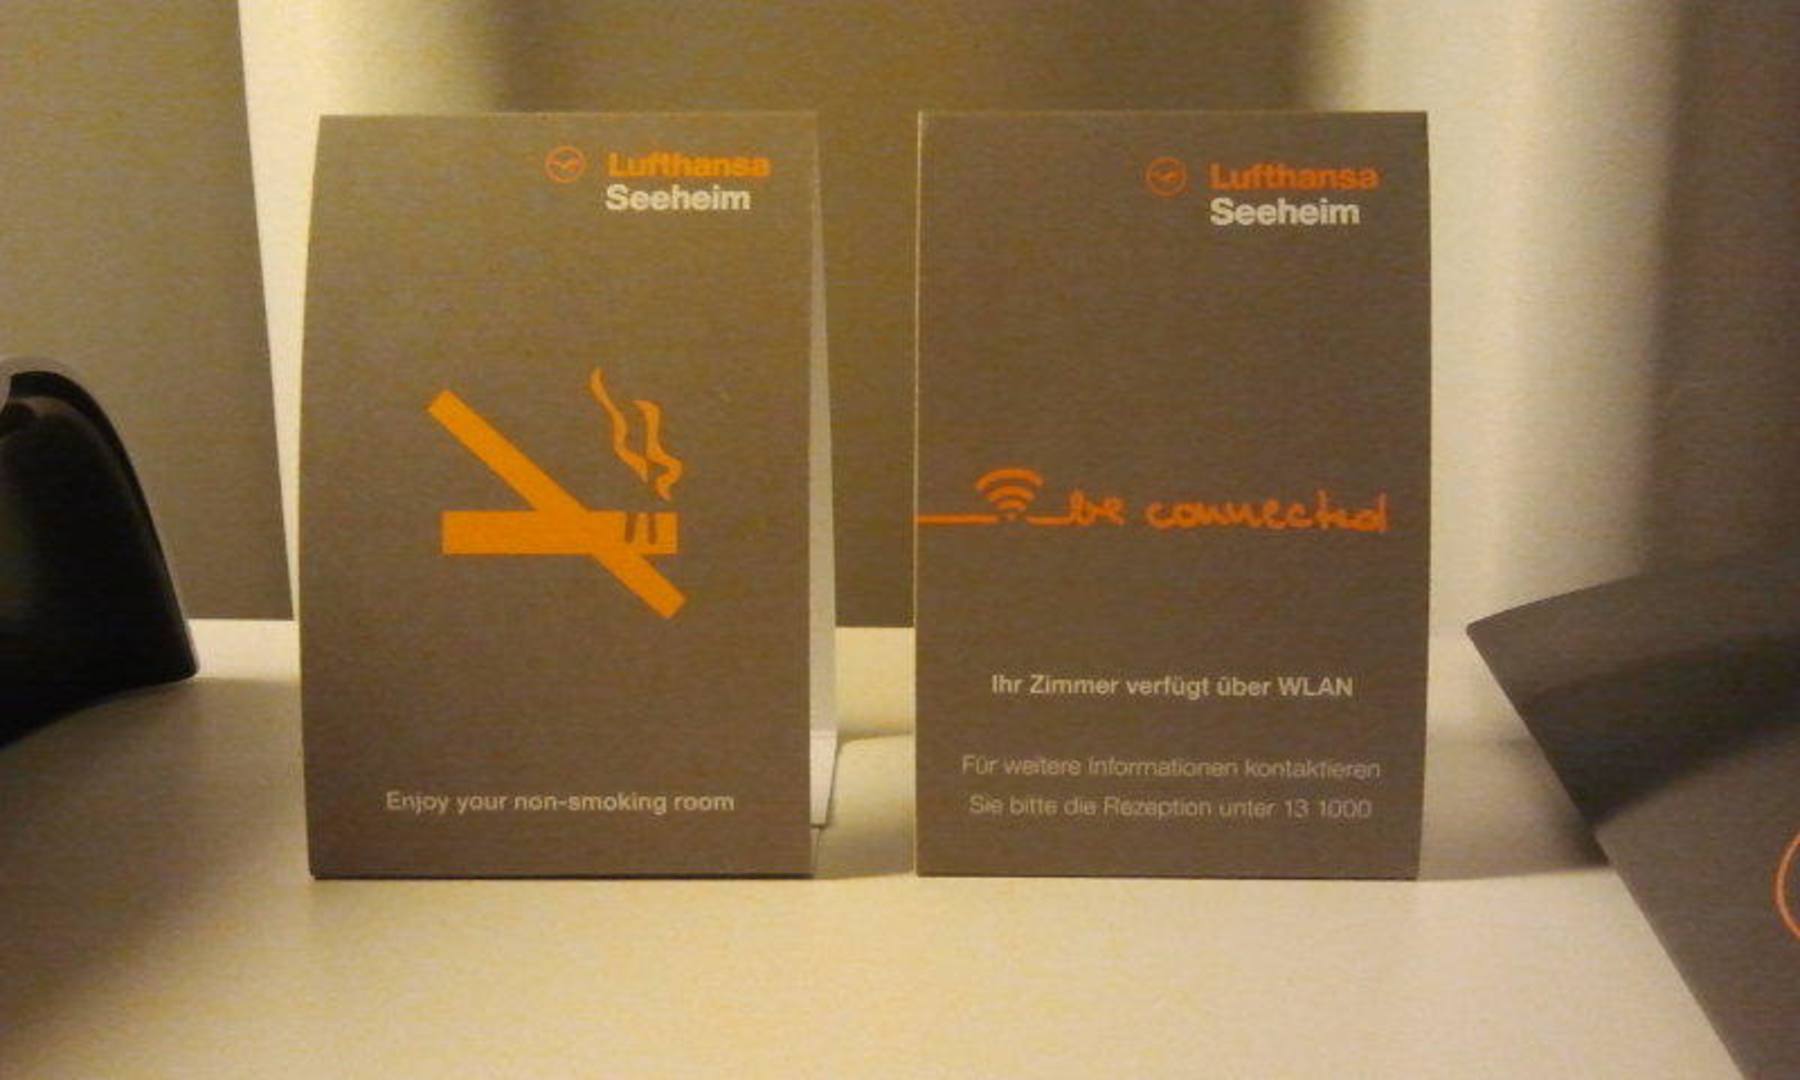 Lufthansa
Seeheim
Enjoy your non-smoking room
Lufthansa
Seeheim
be connected
Ihr Zimmer verfügt über WLAN
Für weitere Informationen kontaktieren
Sie bitte die Rezeption unter 13 1000